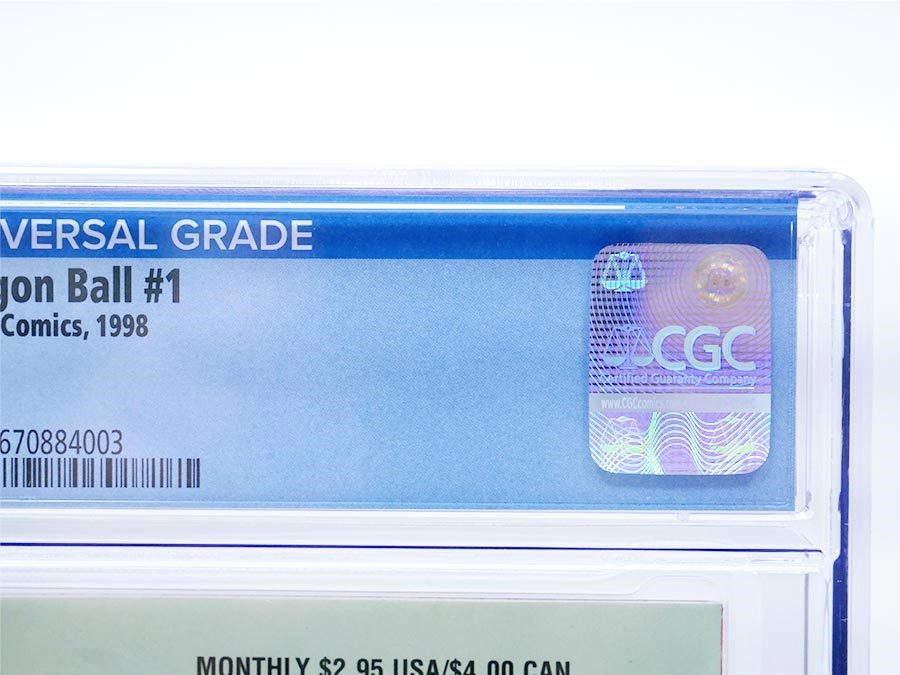 VERSAL GRADE
gon Ball #1
Comics, 1998
670884003
CGC
Certified Guaranty Company
www.CGCcomics.com
MONTHLY $2.95 USA/$4.00 CAN